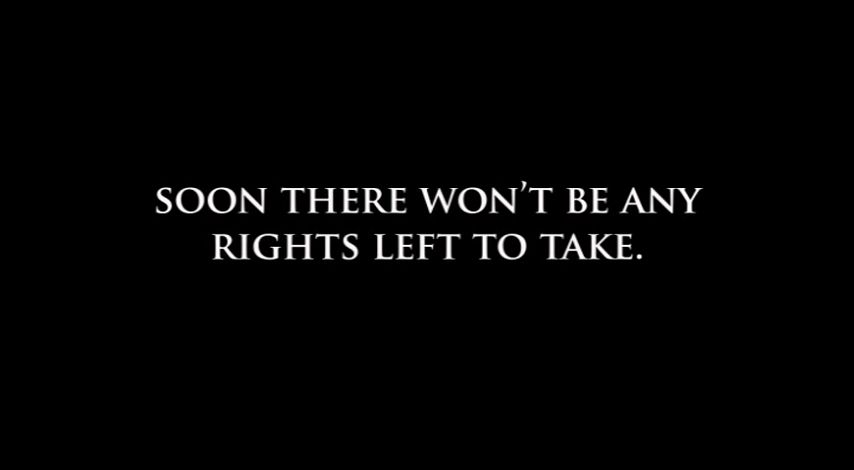 SOON THERE WON’T BE ANY
RIGHTS LEFT TO TAKE.